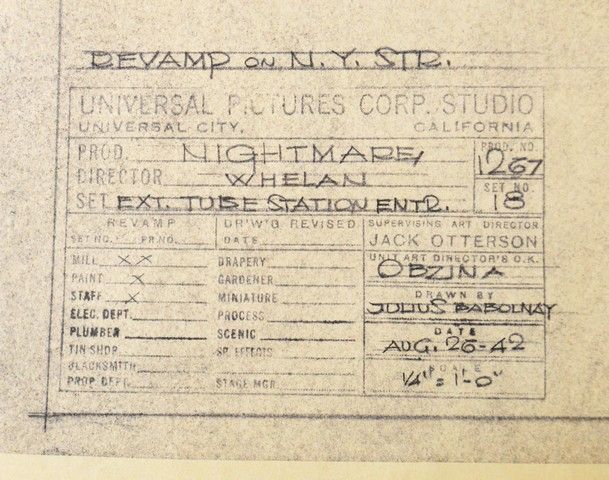 REVAMP ON N.Y. STR.
UNIVERSAL PICTURES CORP. STUDIO
UNIVERSAL CITY, CALIFORNIA
PROD. NIGHTMARE, PROD. NO. 1267
DIRECTOR WHELAN
SET EXT. TUBE STATION ENTR. SET NO. 18
REVAMP DR'W'G REVISED SUPERVISING ART DIRECTOR
SET NO. PR.NO. DATE JACK OTTERSON
UNIT ART DIRECTOR'S O.K.
MILL XX DRAPERY OBZINA
PAINT X GARDENER
STAFF X MINIATURE DRAWN BY
ELEC. DEPT. PROCESS JULIUS BABOLNAY
PLUMBER SCENIC DATE
TIN SHOP SP. EFFECTS AUG. 26-42
BLACKSMITH
PROP. DEPT. STAGE MGR. 1/4" = 1'-0"